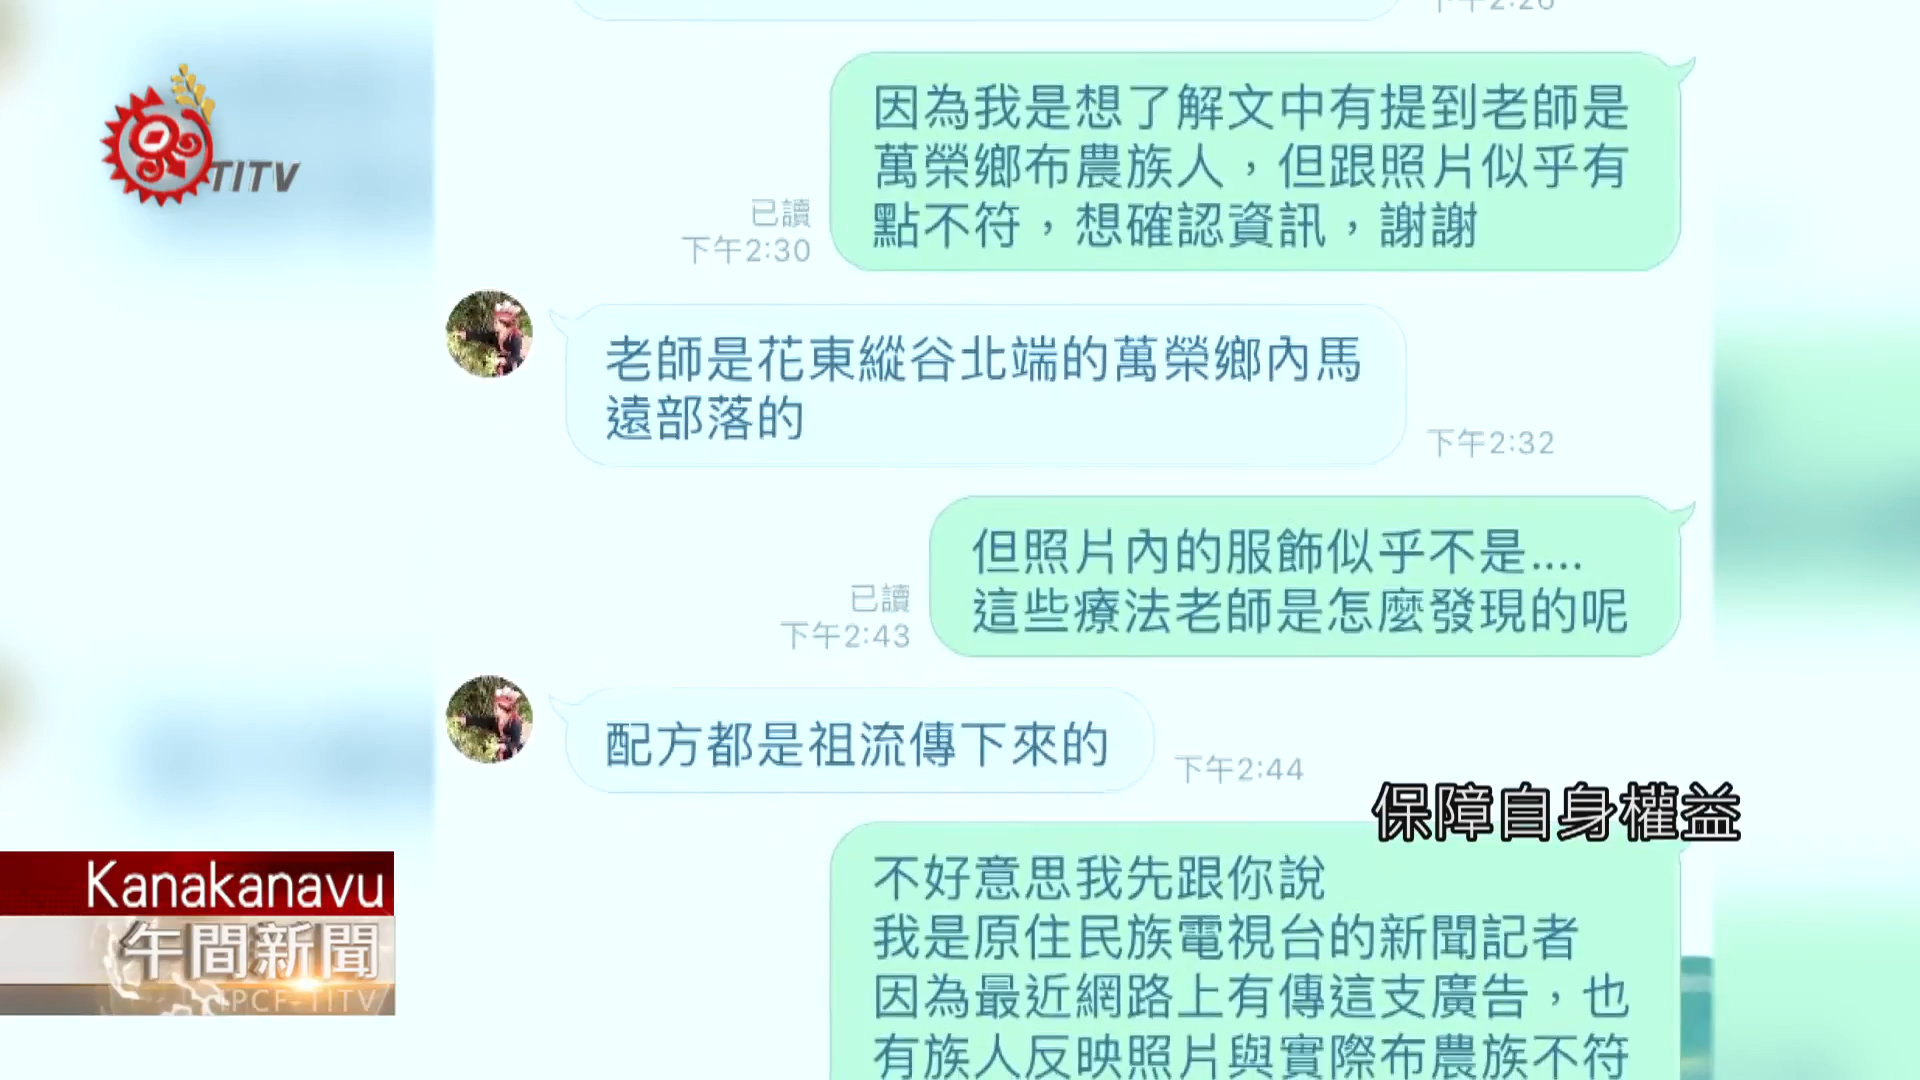 下午2:26
TITV
因為我是想了解文中有提到老師是
萬榮鄉布農族人，但跟照片似乎有
點不符，想確認資訊，謝謝
已讀
下午2:30
老師是花東縱谷北端的萬榮鄉內馬
遠部落的
下午2:32
但照片內的服飾似乎不是....
這些療法老師是怎麼發現的呢
已讀
下午2:43
配方都是祖流傳下來的
下午2:44
保障自身權益
不好意思我先跟你說
我是原住民族電視台的新聞記者
因為最近網路上有傳這支廣告，也
有族人反映照片與實際布農族不符
Kanakanavu
午間新聞
IPCF-TITV